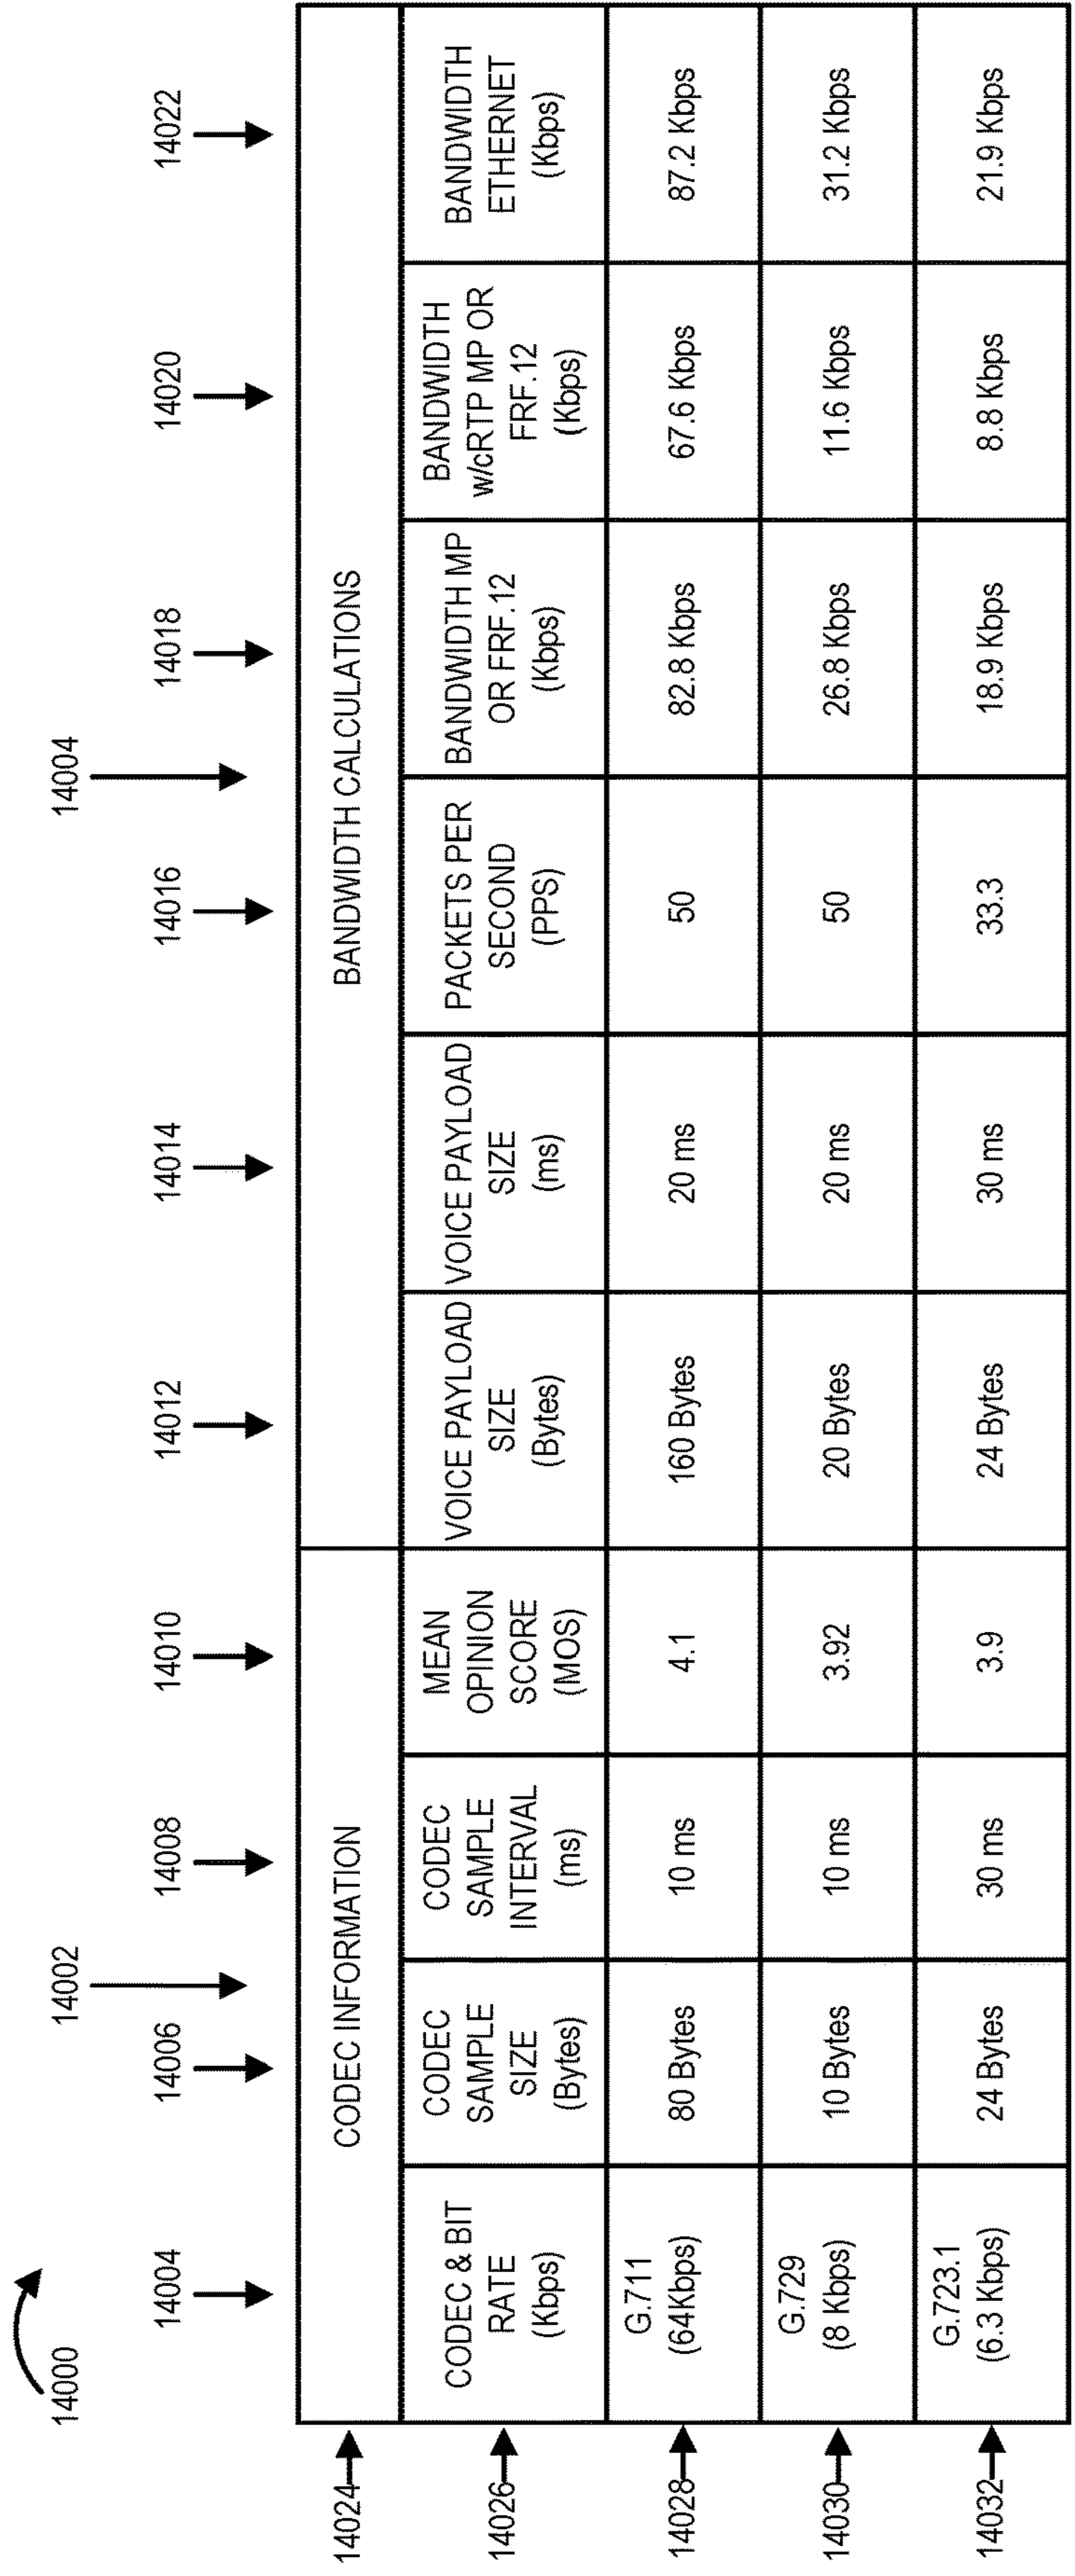 14000
14002
14004
14004
14006
14008
14010
14012
14014
14016
14018
14020
14022
14024
CODEC INFORMATION
BANDWIDTH CALCULATIONS
14026
CODEC & BIT
RATE
(Kbps)
CODEC
SAMPLE
SIZE
(Bytes)
CODEC
SAMPLE
INTERVAL
(ms)
MEAN
OPINION
SCORE
(MOS)
VOICE PAYLOAD
SIZE
(Bytes)
VOICE PAYLOAD
SIZE
(ms)
PACKETS PER
SECOND
(PPS)
BANDWIDTH MP
OR FRF.12
(Kbps)
BANDWIDTH
w/cRTP MP OR
FRF.12
(Kbps)
BANDWIDTH
ETHERNET
(Kbps)
14028
G.711
(64Kbps)
80 Bytes
10 ms
4.1
160 Bytes
20 ms
50
82.8 Kbps
67.6 Kbps
87.2 Kbps
14030
G.729
(8 Kbps)
10 Bytes
10 ms
3.92
20 Bytes
20 ms
50
26.8 Kbps
11.6 Kbps
31.2 Kbps
14032
G.723.1
(6.3 Kbps)
24 Bytes
30 ms
3.9
24 Bytes
30 ms
33.3
18.9 Kbps
8.8 Kbps
21.9 Kbps